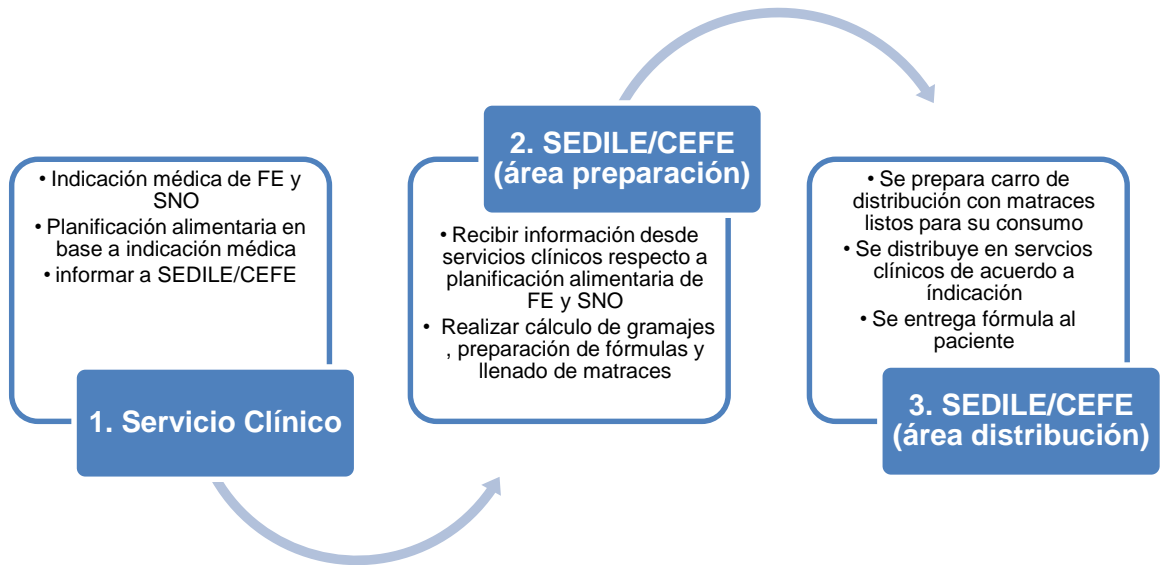 • Indicación médica de FE y
SNO
• Planificación alimentaria en
base a indicación médica
• informar a SEDILE/CEFE
1. Servicio Clínico
2. SEDILE/CEFE
(área preparación)
• Recibir información desde
servicios clínicos respecto a
planificación alimentaria de
FE y SNO
• Realizar cálculo de gramajes
, preparación de fórmulas y
llenado de matraces
• Se prepara carro de
distribución con matraces
listos para su consumo
• Se distribuye en servcios
clínicos de acuerdo a
índicación
• Se entrega fórmula al
paciente
3. SEDILE/CEFE
(área distribución)